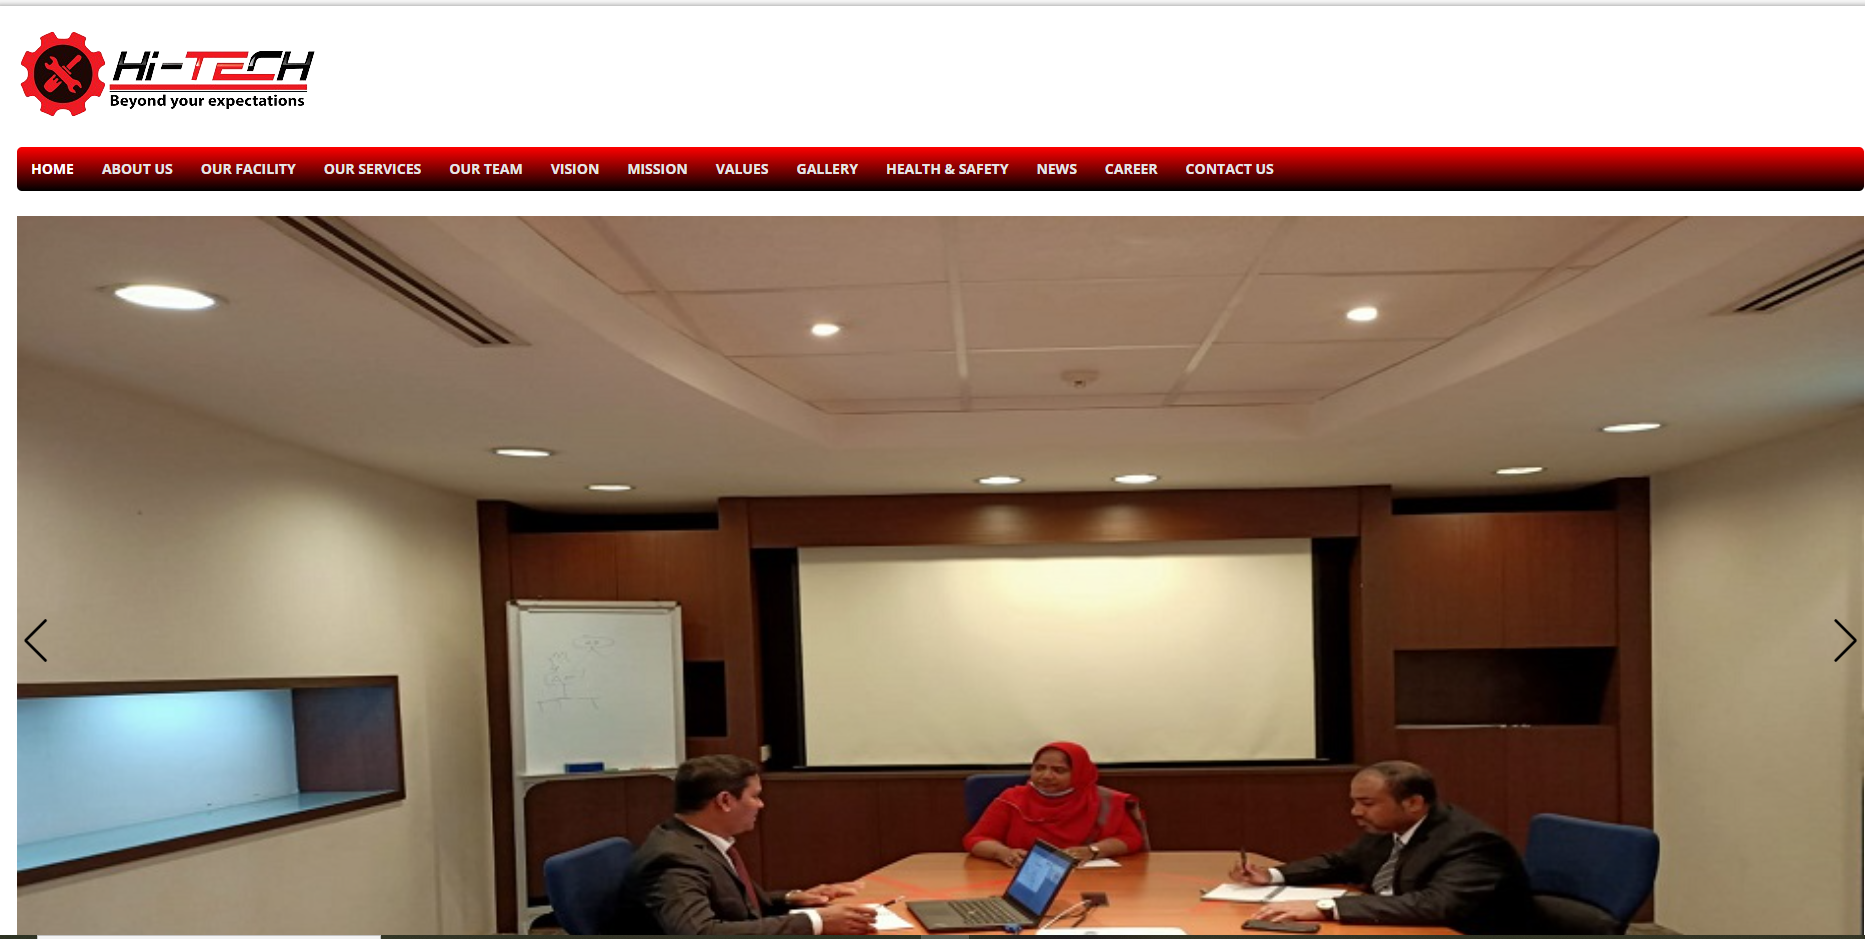 Hi-TECH
Beyond your expectations
HOME ABOUT US OUR FACILITY OUR SERVICES OUR TEAM VISION MISSION VALUES GALLERY HEALTH & SAFETY NEWS CAREER CONTACT US